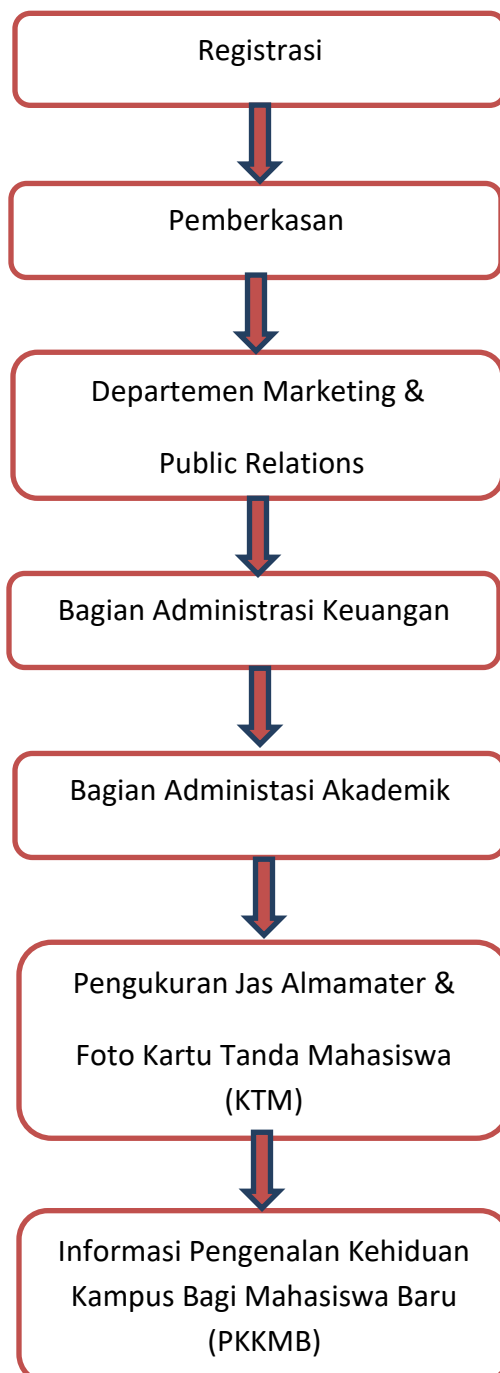 Registrasi
Pemberkasan
Departemen Marketing &
Public Relations
Bagian Administrasi Keuangan
Bagian Administasi Akademik
Pengukuran Jas Almamater &
Foto Kartu Tanda Mahasiswa
(KTM)
Informasi Pengenalan Kehiduan
Kampus Bagi Mahasiswa Baru
(PKKMB)